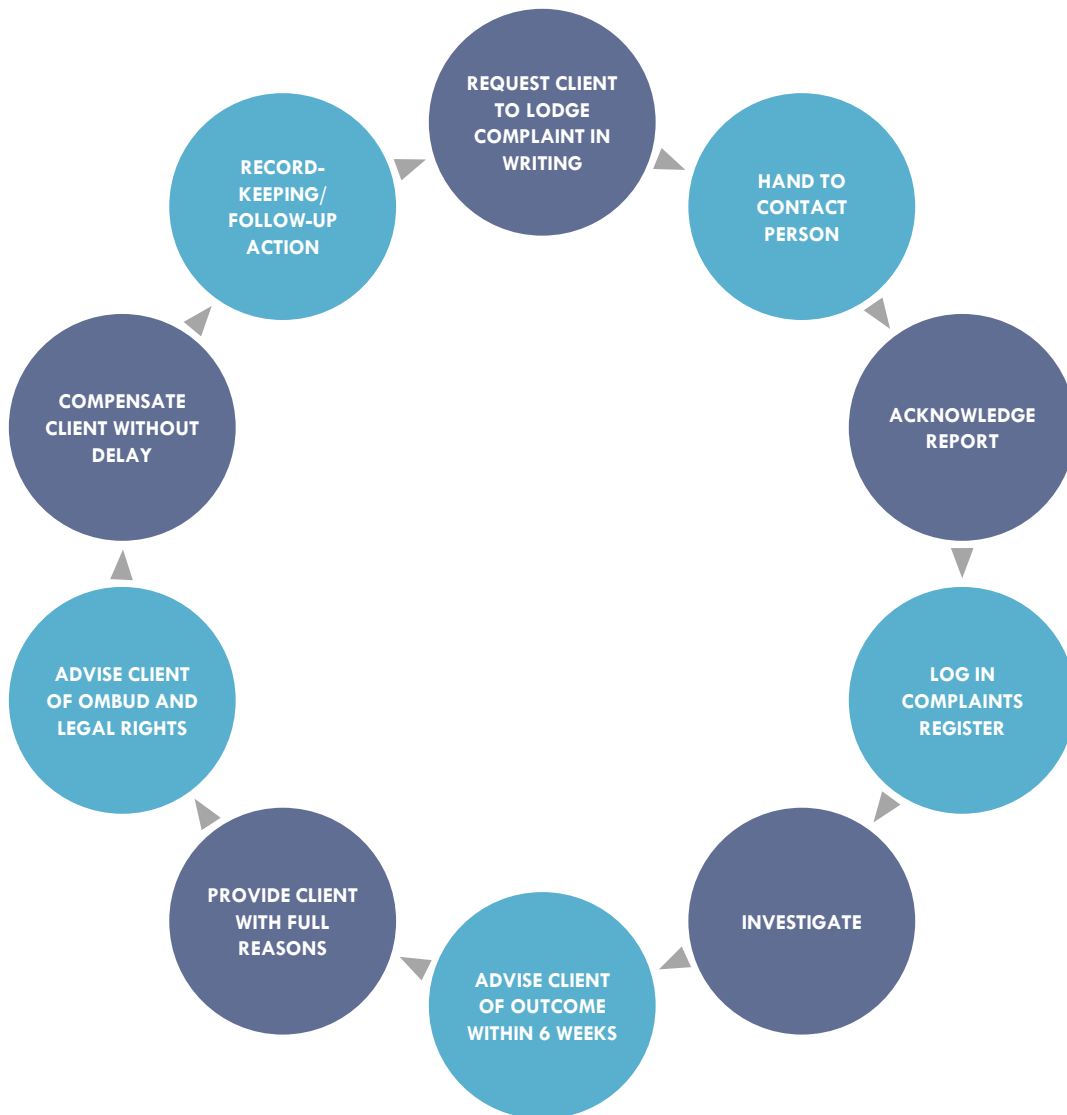 REQUEST CLIENT
TO LODGE
COMPLAINT IN
WRITING
HAND TO
CONTACT
PERSON
ACKNOWLEDGE
REPORT
LOG IN
COMPLAINTS
REGISTER
INVESTIGATE
ADVISE CLIENT
OF OUTCOME
WITHIN 6 WEEKS
PROVIDE CLIENT
WITH FULL
REASONS
ADVISE CLIENT
OF OMBUD AND
LEGAL RIGHTS
COMPENSATE
CLIENT WITHOUT
DELAY
RECORD-
KEEPING/
FOLLOW-UP
ACTION